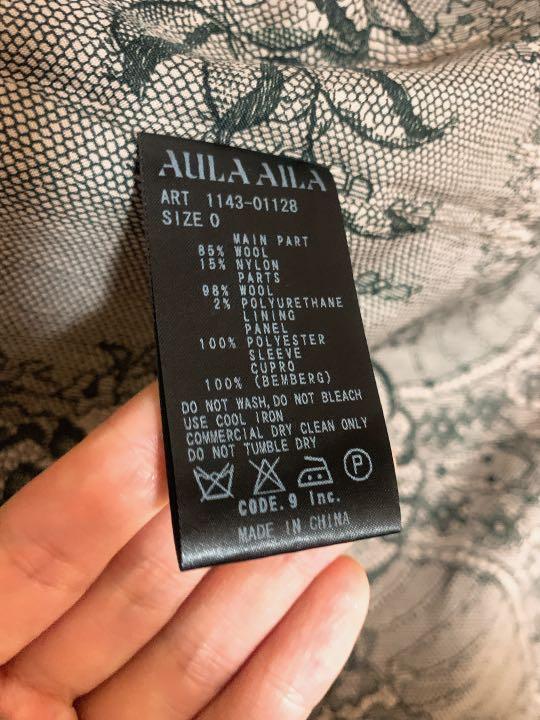 AULA AILA
ART 1143-01128
SIZE 0
MAIN PART
85% WOOL
15% NYLON
PARTS
98% WOOL
2% POLYURETHANE
LINING
PANEL
100% POLYESTER
SLEEVE
CUPRO
100% (BEMBERG)
DO NOT WASH, DO NOT BLEACH
USE COOL IRON
COMMERCIAL DRY CLEAN ONLY
DO NOT TUMBLE DRY
P
CODE.9 Inc.
MADE IN CHINA